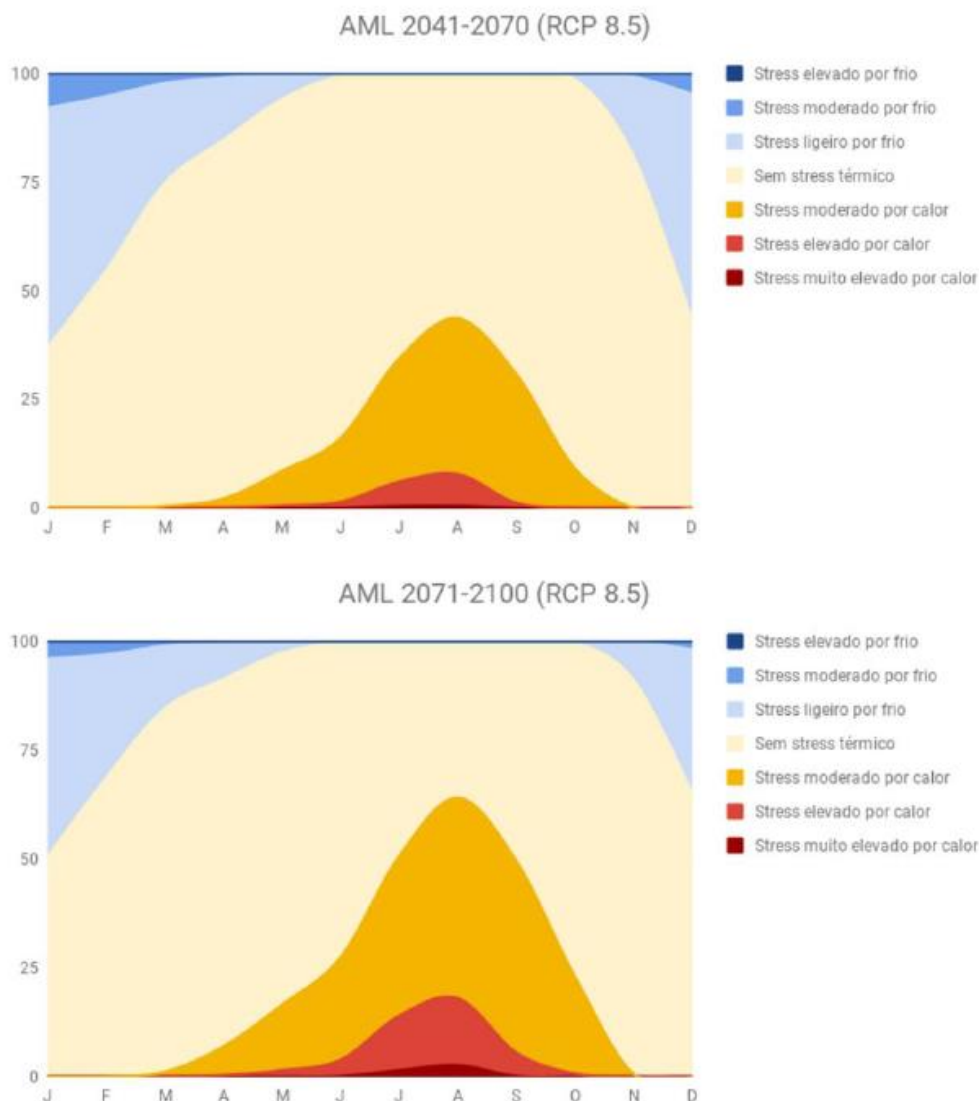 AML 2041-2070 (RCP 8.5)
100
75
50
25
0
J F M A M J J A S O N D
Stress elevado por frio
Stress moderado por frio
Stress ligeiro por frio
Sem stress térmico
Stress moderado por calor
Stress elevado por calor
Stress muito elevado por calor
AML 2071-2100 (RCP 8.5)
100
75
50
25
0
J F M A M J J A S O N D
Stress elevado por frio
Stress moderado por frio
Stress ligeiro por frio
Sem stress térmico
Stress moderado por calor
Stress elevado por calor
Stress muito elevado por calor